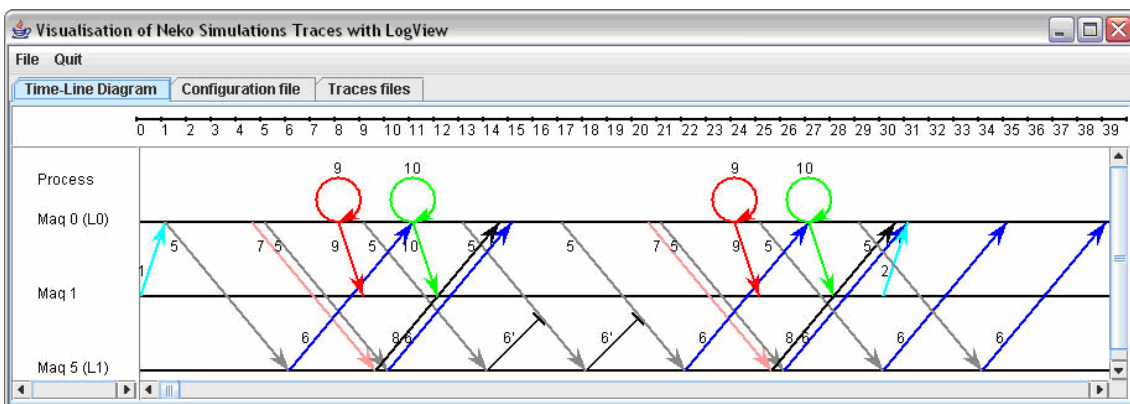 Visualisation of Neko Simulations Traces with LogView
File Quit
Time-Line Diagram Configuration file Traces files
0 1 2 3 4 5 6 7 8 9 10 11 12 13 14 15 16 17 18 19 20 21 22 23 24 25 26 27 28 29 30 31 32 33 34 35 36 37 38 39
9 10 9 10
Process
Maq 0 (L0)
5 7 5 9 5 10 5 5 7 5 9 5 10 5
1 2
Maq 1
6 8 6 6' 6' 6 8 6 6 6
Maq 5 (L1)